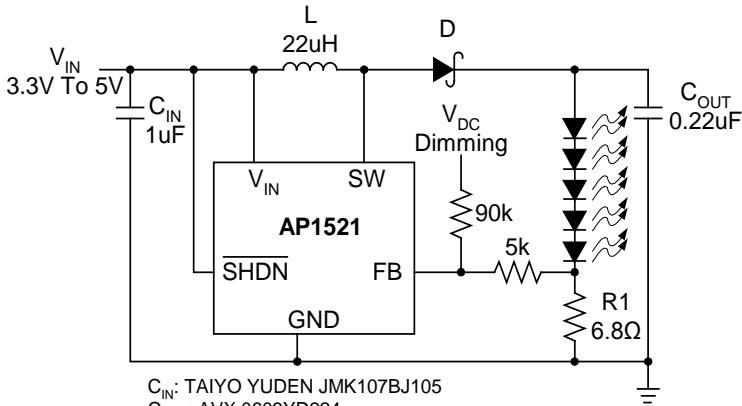 L
22uH
D
V_IN
3.3V To 5V
C_IN
1uF
C_OUT
0.22uF
V_DC
Dimming
V_IN
SW
90k
AP1521
5k
SHDN
FB
R1
6.8Ω
GND
C_IN: TAIYO YUDEN JMK107BJ105